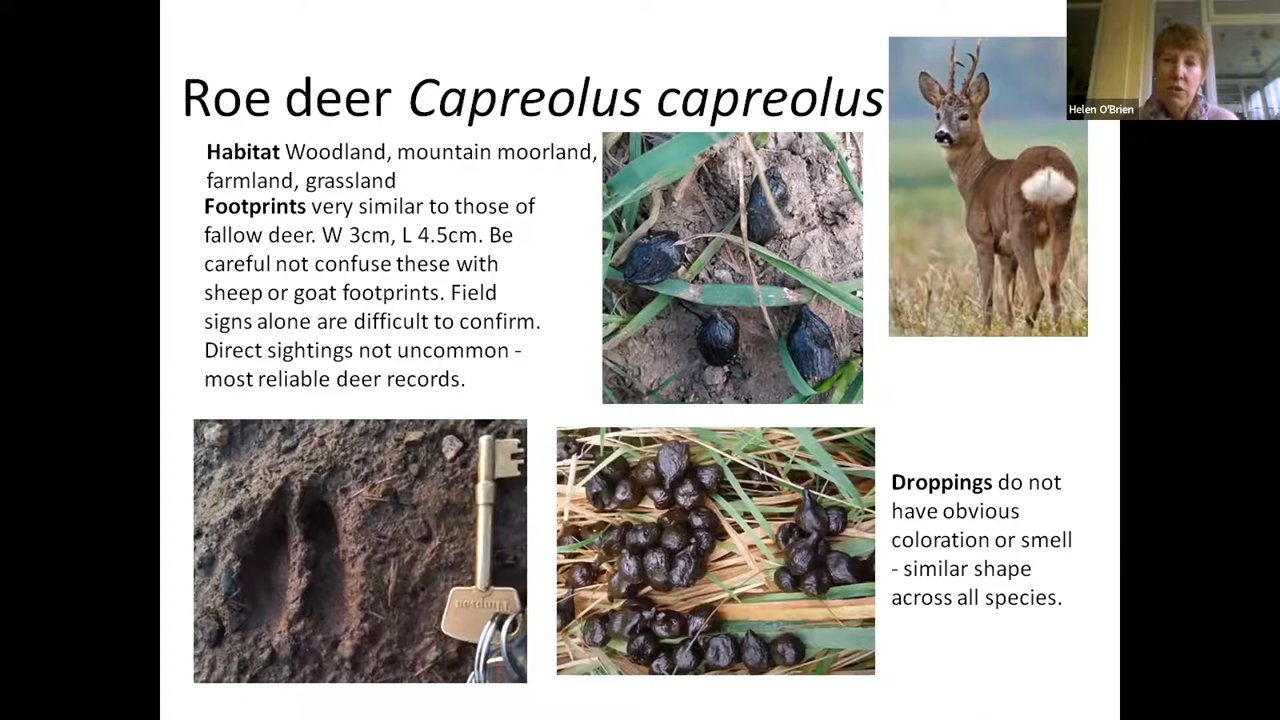 Roe deer Capreolus capreolus
Helen O'Brien
Habitat Woodland, mountain moorland,
farmland, grassland
Footprints very similar to those of
fallow deer. W 3cm, L 4.5cm. Be
careful not confuse these with
sheep or goat footprints. Field
signs alone are difficult to confirm.
Direct sightings not uncommon -
most reliable deer records.
Droppings do not
have obvious
coloration or smell
- similar shape
across all species.